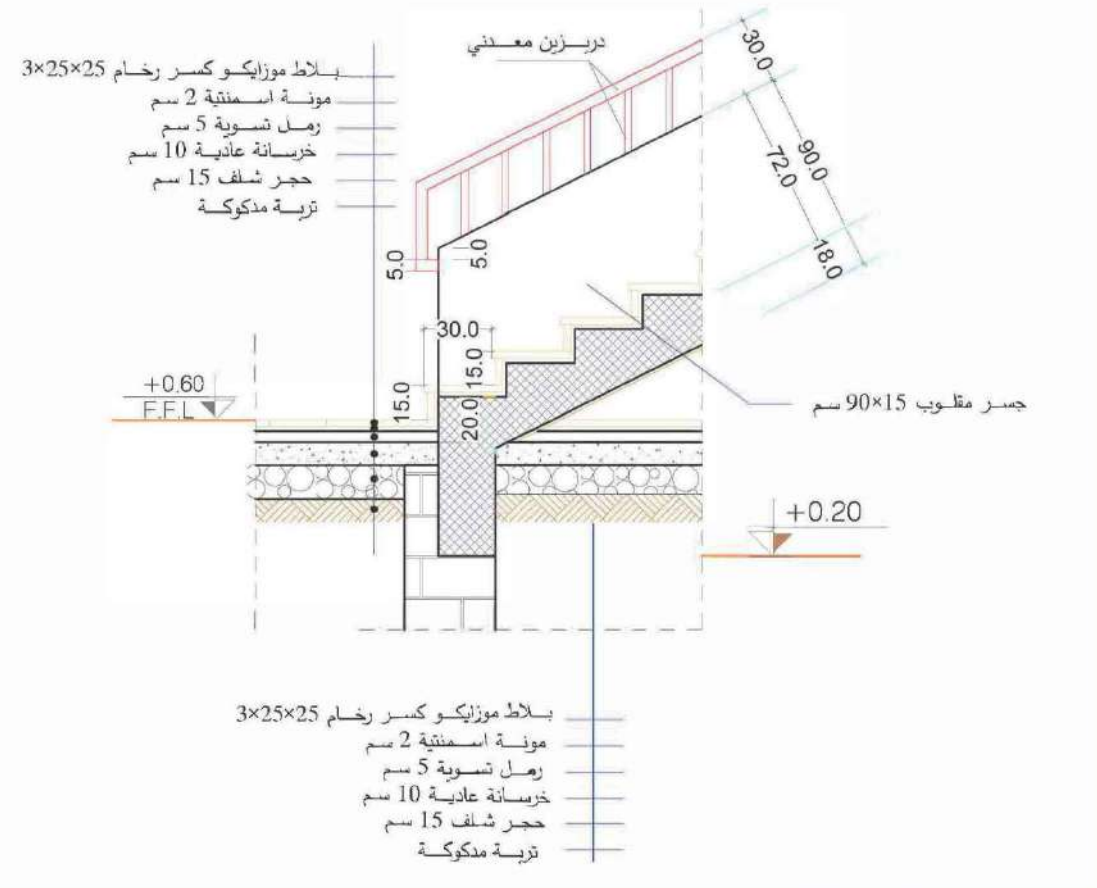 دربزين معدني
30.0
90.0
72.0
18.0
بلاط موزايكو كسر رخام 25×25×3
مونة اسمنتية 2 سم
رمل تسوية 5 سم
خرسانة عادية 10 سم
حجر شلف 15 سم
تربة مدكوكة
5.0
5.0
30.0
15.0
15.0
20.0
+0.60
F.F.L
جسر مقلوب 15×90 سم
+0.20
بلاط موزايكو كسر رخام 25×25×3
مونة اسمنتية 2 سم
رمل تسوية 5 سم
خرسانة عادية 10 سم
حجر شلف 15 سم
تربة مدكوكة